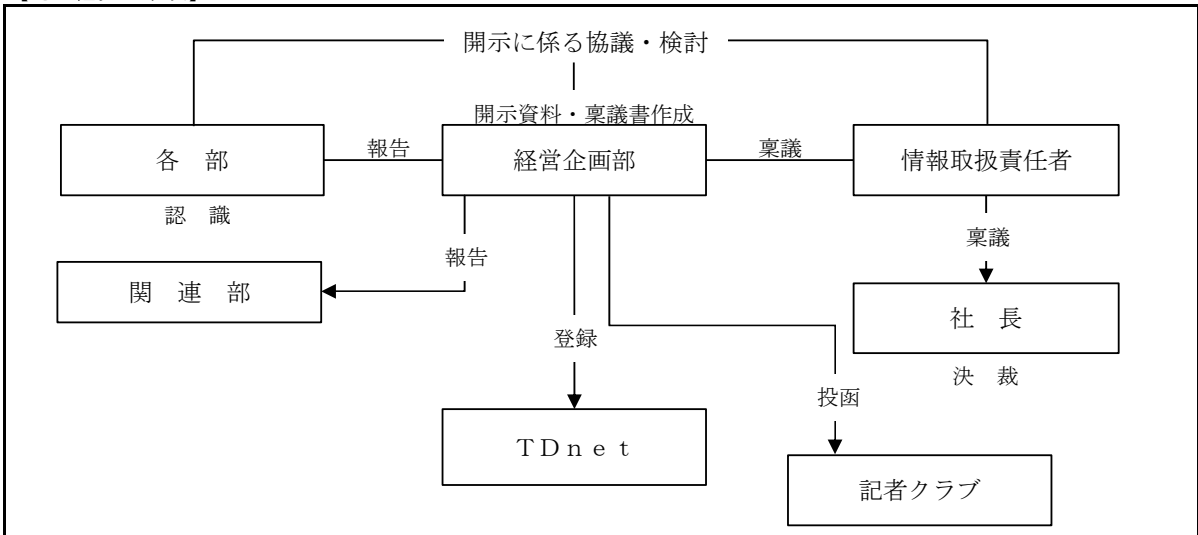 開示に係る協議・検討
開示資料・稟議書作成
各　部
報告
経営企画部
稟議
情報取扱責任者
認　識
稟議
報告
関　連　部
社　長
登録
決　裁
投函
ＴＤｎｅｔ
記者クラブ